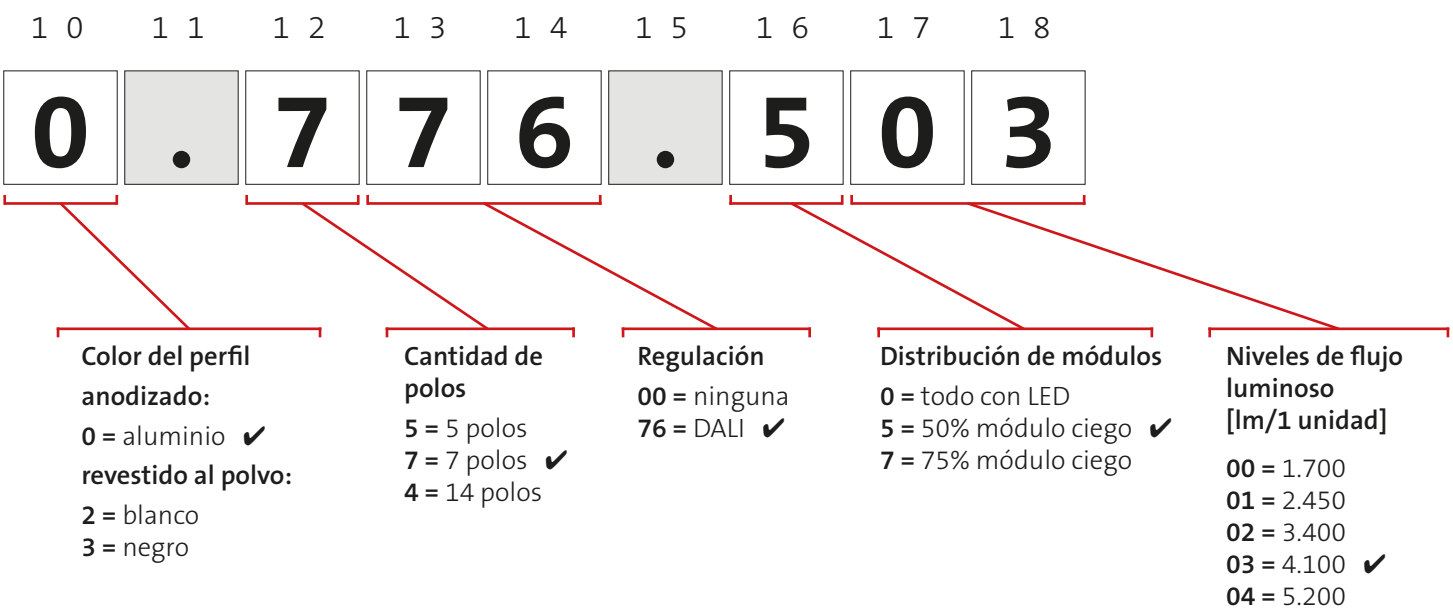 10 11 12 13 14 15 16 17 18
0 . 7 7 6 . 5 0 3
Color del perfil
anodizado:
0 = aluminio ✔
revestido al polvo:
2 = blanco
3 = negro
Cantidad de
polos
5 = 5 polos
7 = 7 polos ✔
4 = 14 polos
Regulación
00 = ninguna
76 = DALI ✔
Distribución de módulos
0 = todo con LED
5 = 50% módulo ciego ✔
7 = 75% módulo ciego
Niveles de flujo
luminoso
[lm/1 unidad]
00 = 1.700
01 = 2.450
02 = 3.400
03 = 4.100 ✔
04 = 5.200